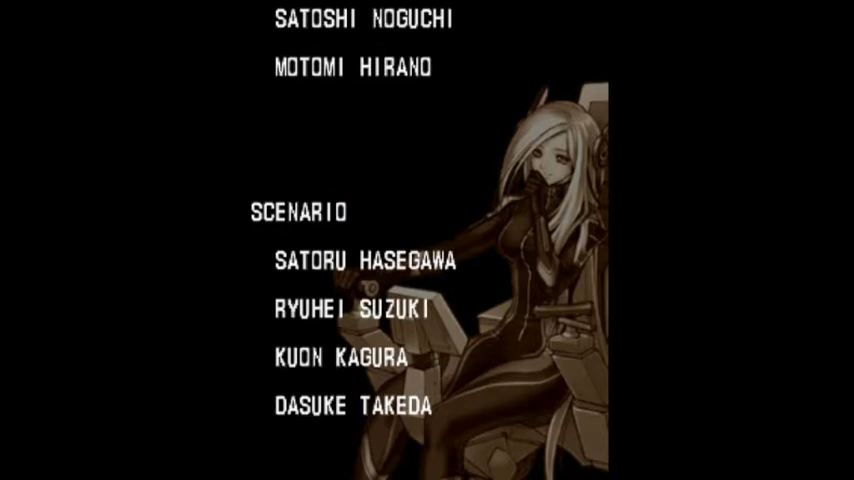 SATOSHI NOGUCHI
MOTOMI HIRANO
SCENARIO
SATORU HASEGAWA
RYUHEI SUZUKI
KUON KAGURA
DASUKE TAKEDA